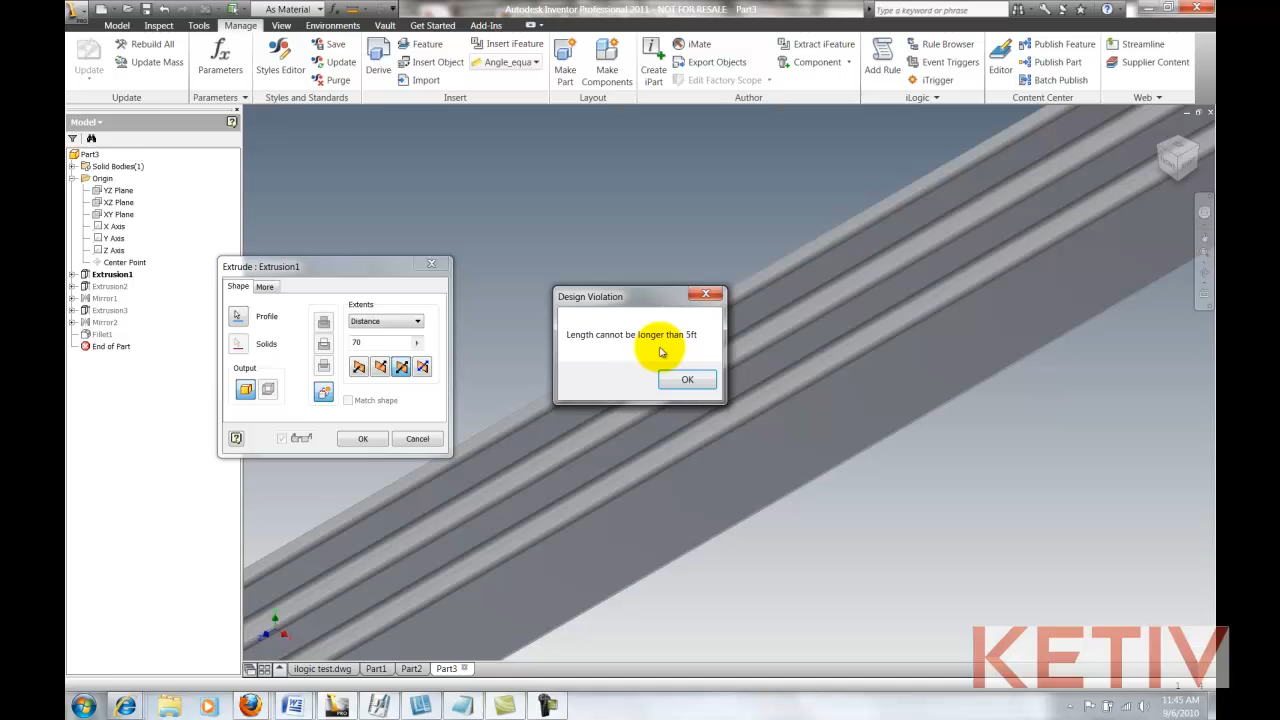 As Material
Autodesk Inventor Professional 2011 - NOT FOR RESALE Part3
Type a keyword or phrase
PRO
Model
Inspect
Tools
Manage
View
Environments
Vault
Get Started
Add-Ins
Update
Rebuild All
Update Mass
Update
Parameters
Parameters
Styles Editor
Save
Update
Purge
Styles and Standards
Derive
Feature
Insert Object
Import
Insert iFeature
Angle_equa
Insert
Make
Part
Make
Components
Layout
Create
iPart
iMate
Export Objects
Edit Factory Scope
Extract iFeature
Component
Author
Add Rule
Rule Browser
Event Triggers
iTrigger
iLogic
Editor
Publish Feature
Publish Part
Batch Publish
Content Center
Streamline
Supplier Content
Web
Model
Part3
Solid Bodies(1)
Origin
YZ Plane
XZ Plane
XY Plane
X Axis
Y Axis
Z Axis
Center Point
Extrusion1
Extrusion2
Mirror1
Extrusion3
Mirror2
Fillet1
End of Part
Extrude : Extrusion1
Shape
More
Profile
Solids
Output
Extents
Distance
70
Match shape
OK
Cancel
Design Violation
Length cannot be longer than 5ft
OK
ilogic test.dwg
Part1
Part2
Part3
KETIV
1
PRO
11:45 AM
9/6/2010